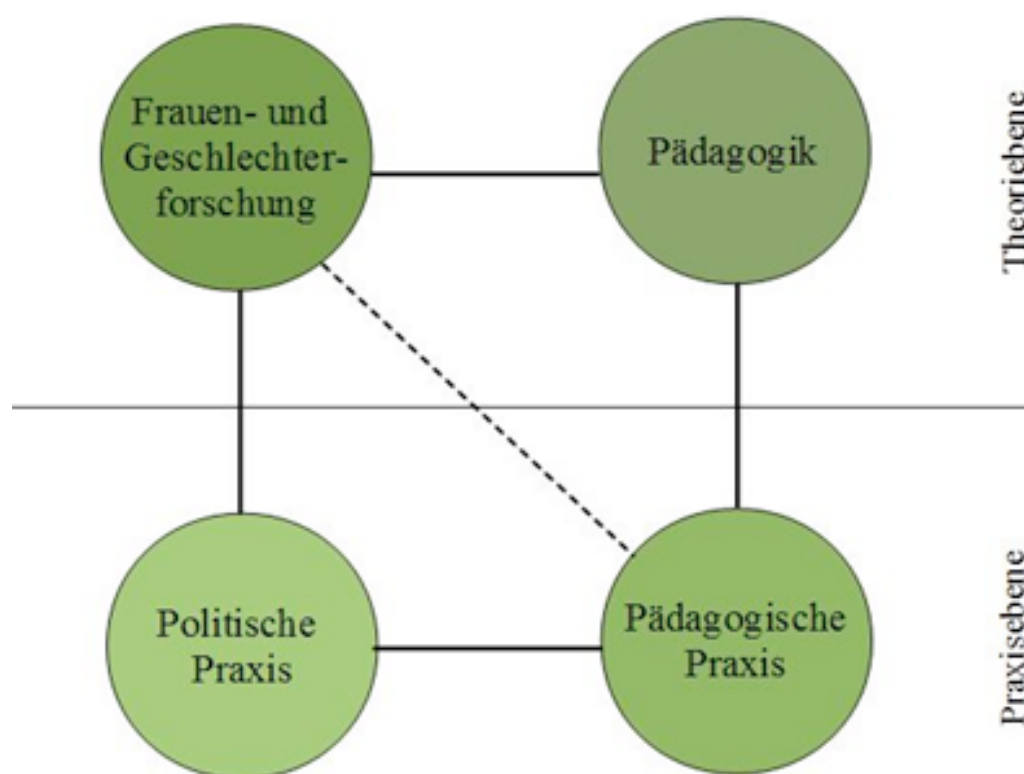 Frauen- und
Geschlechter-
forschung
Pädagogik
Theoriebene
Politische
Praxis
Pädagogische
Praxis
Praxisebene